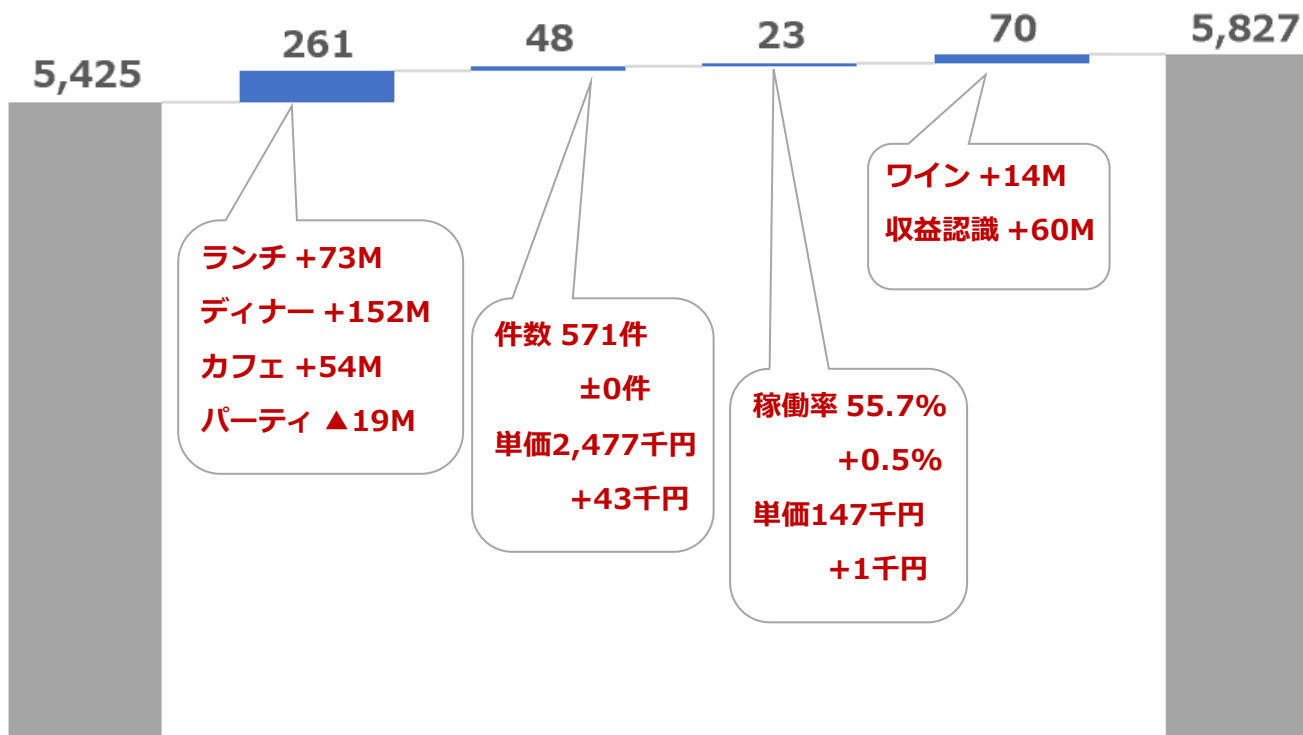 5,425
261
48
23
70
5,827
ランチ +73M
ディナー +152M
カフェ +54M
パーティ ▲19M
件数 571件
±0件
単価2,477千円
+43千円
稼働率 55.7%
+0.5%
単価147千円
+1千円
ワイン +14M
収益認識 +60M